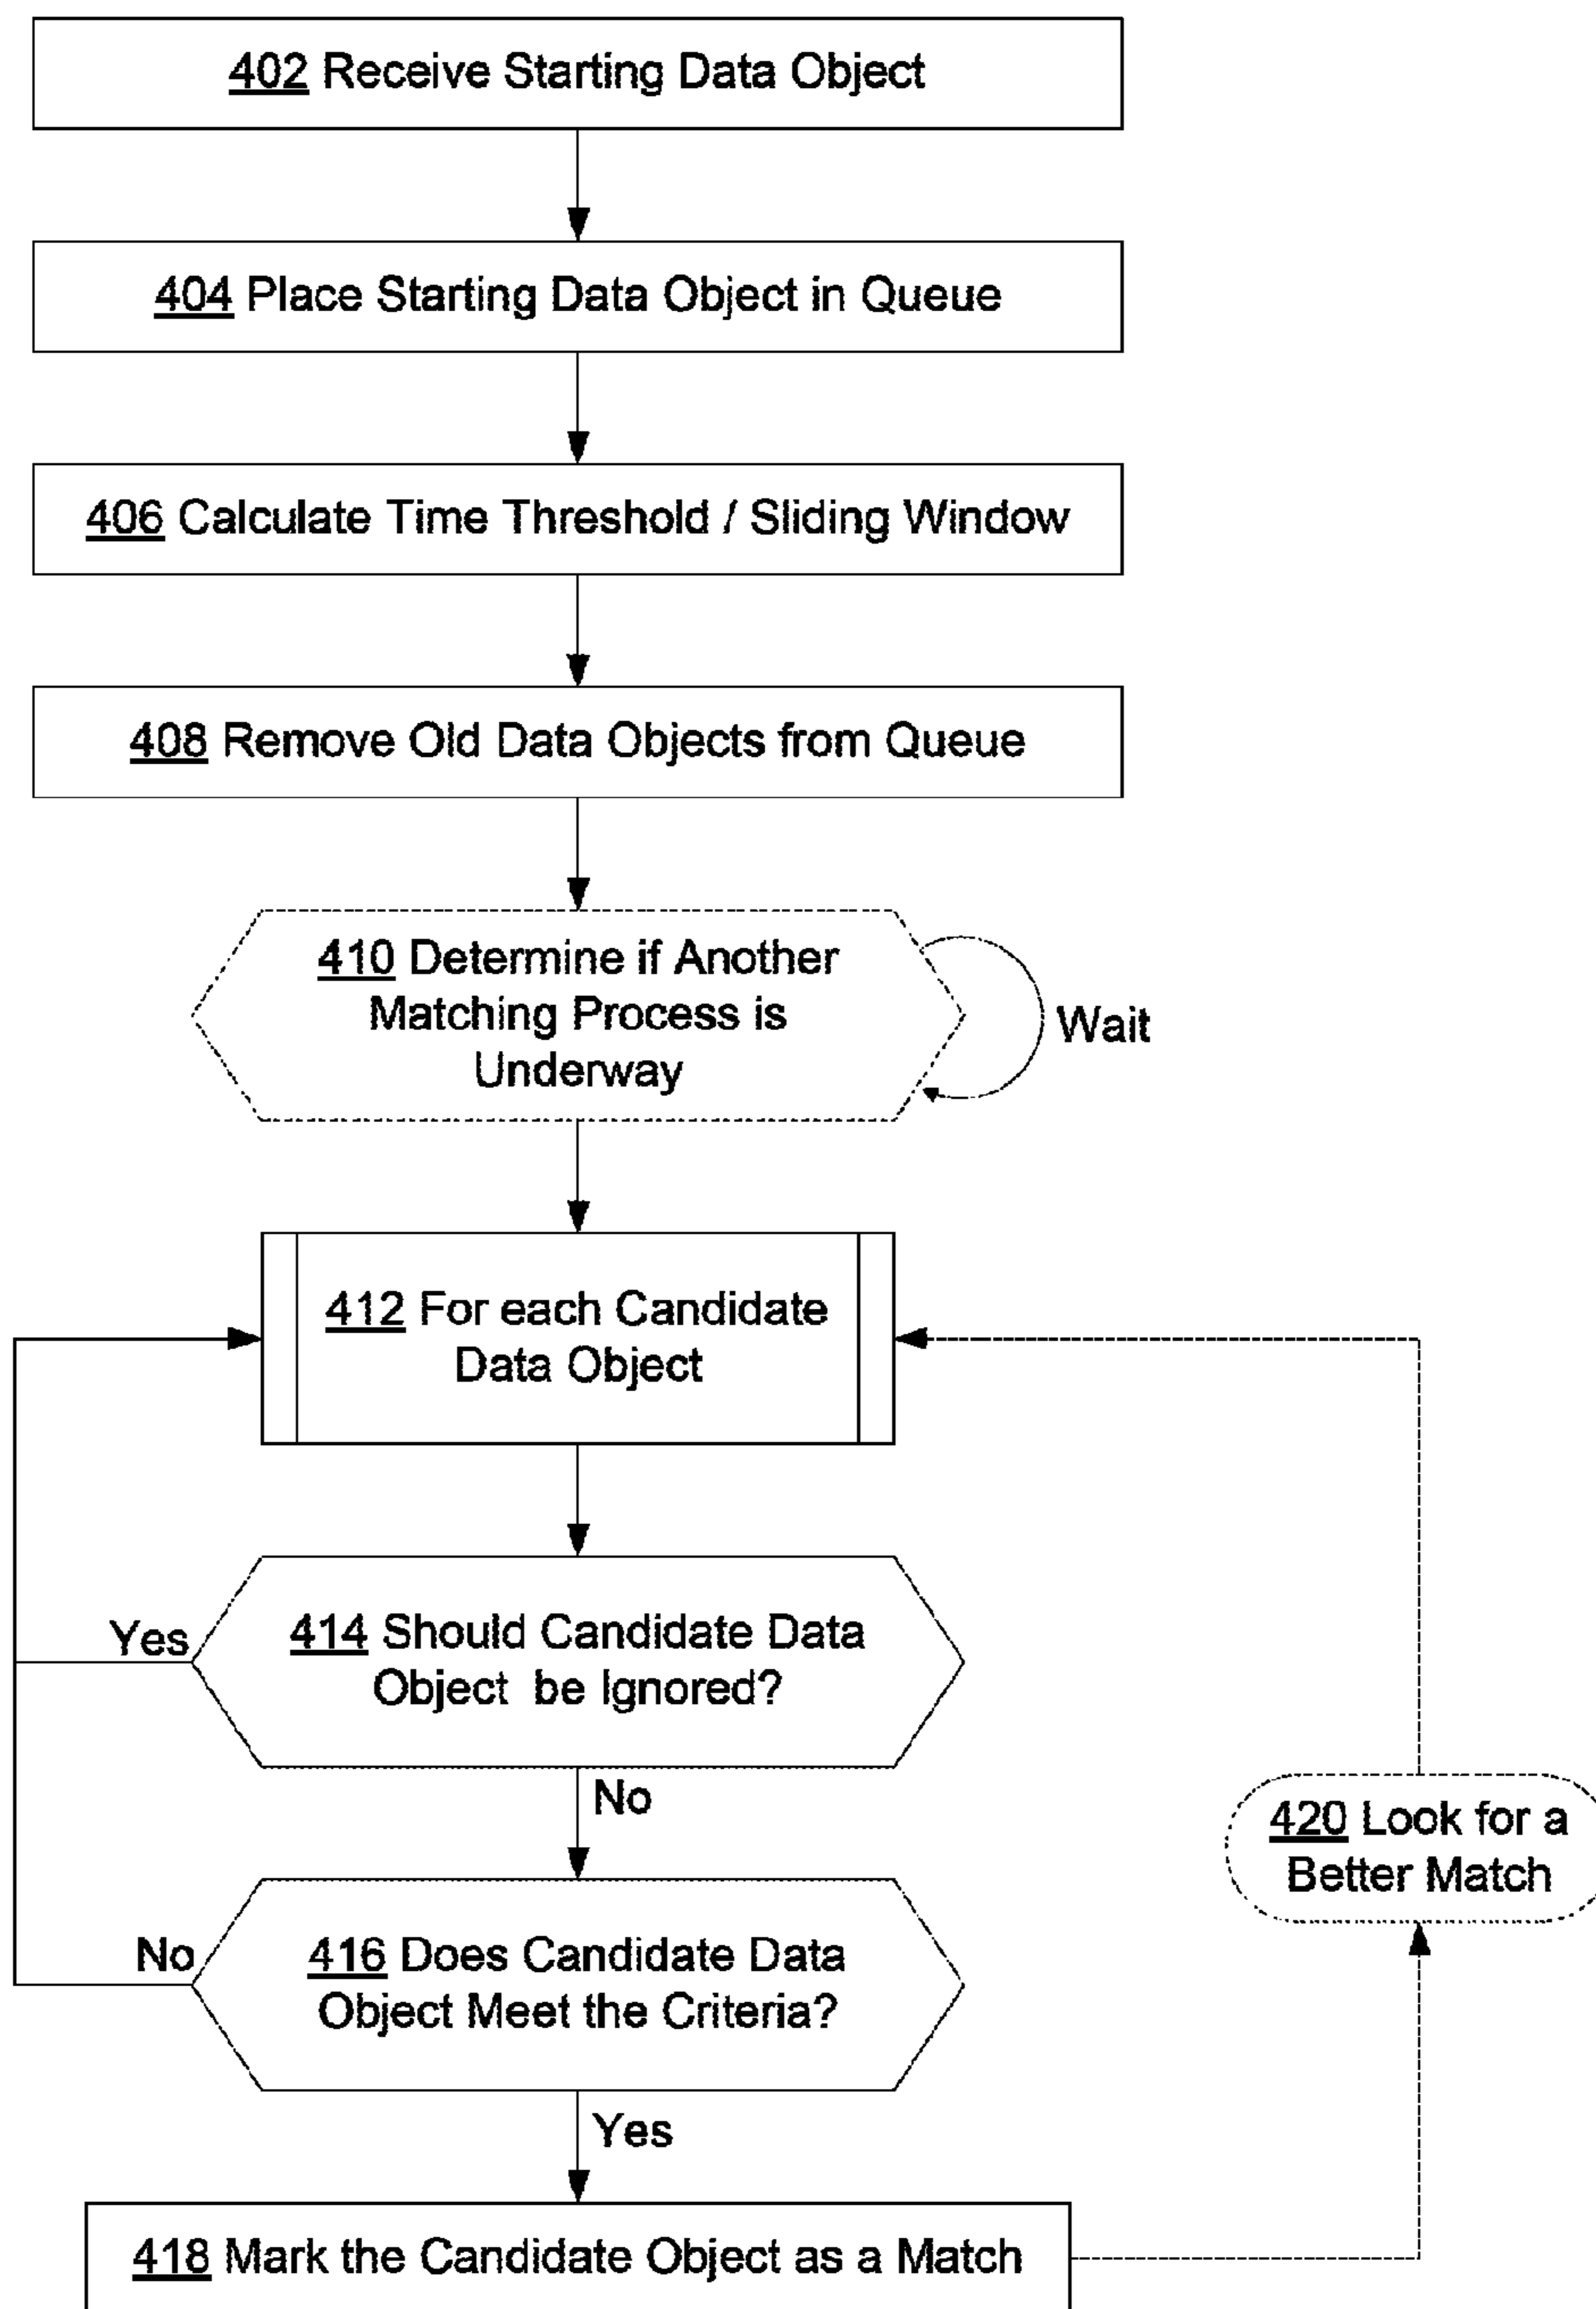 402 Receive Starting Data Object
404 Place Starting Data Object in Queue
406 Calculate Time Threshold / Sliding Window
408 Remove Old Data Objects from Queue
410 Determine if Another
Matching Process is
Underway
Wait
412 For each Candidate
Data Object
Yes
414 Should Candidate Data
Object be Ignored?
No
420 Look for a
Better Match
No
416 Does Candidate Data
Object Meet the Criteria?
Yes
418 Mark the Candidate Object as a Match